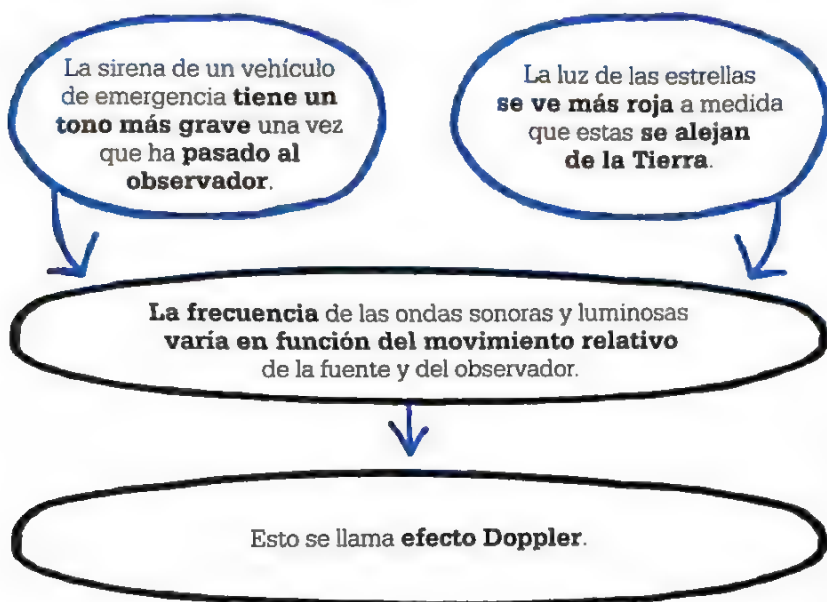 La sirena de un vehículo
de emergencia tiene un
tono más grave una vez
que ha pasado al
observador.
La luz de las estrellas
se ve más roja a medida
que estas se alejan
de la Tierra.
La frecuencia de las ondas sonoras y luminosas
varía en función del movimiento relativo
de la fuente y del observador.
Esto se llama efecto Doppler.